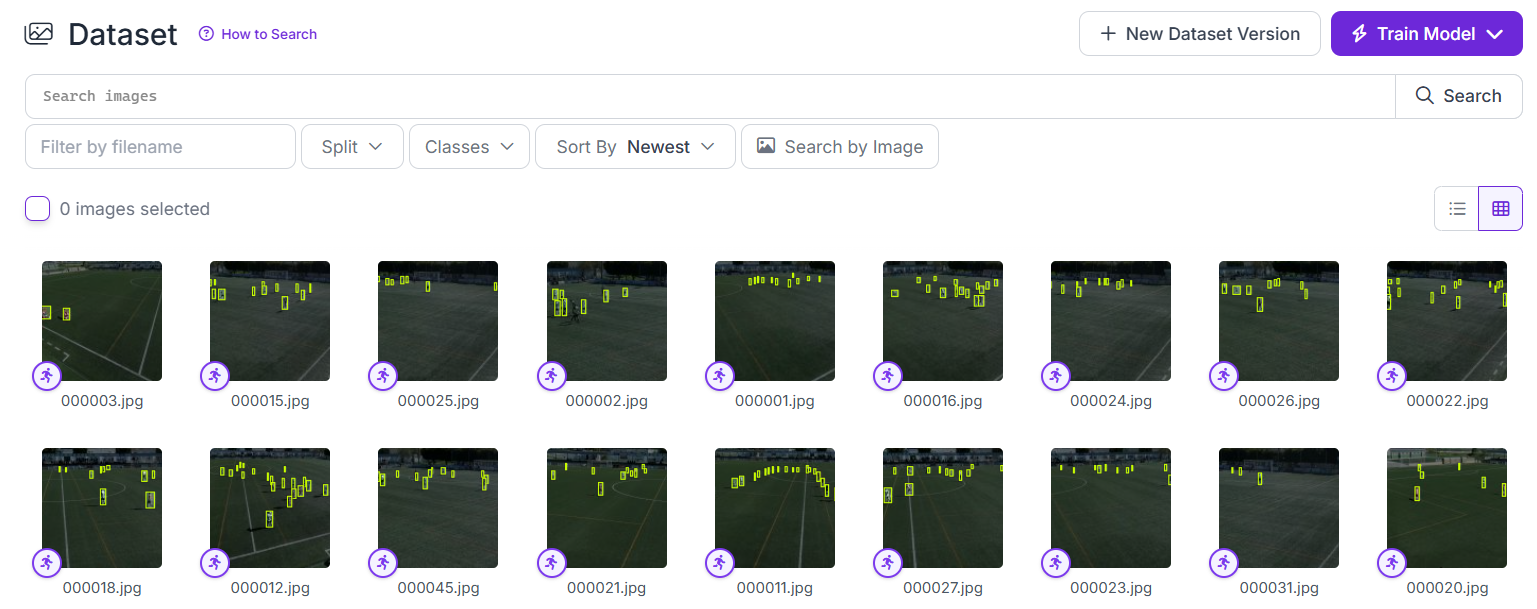 Dataset How to Search + New Dataset Version Train Model
Search images Search
Filter by filename Split Classes Sort By Newest Search by Image
0 images selected
000003.jpg 000015.jpg 000025.jpg 000002.jpg 000001.jpg 000016.jpg 000024.jpg 000026.jpg 000022.jpg
000018.jpg 000012.jpg 000045.jpg 000021.jpg 000011.jpg 000027.jpg 000023.jpg 000031.jpg 000020.jpg